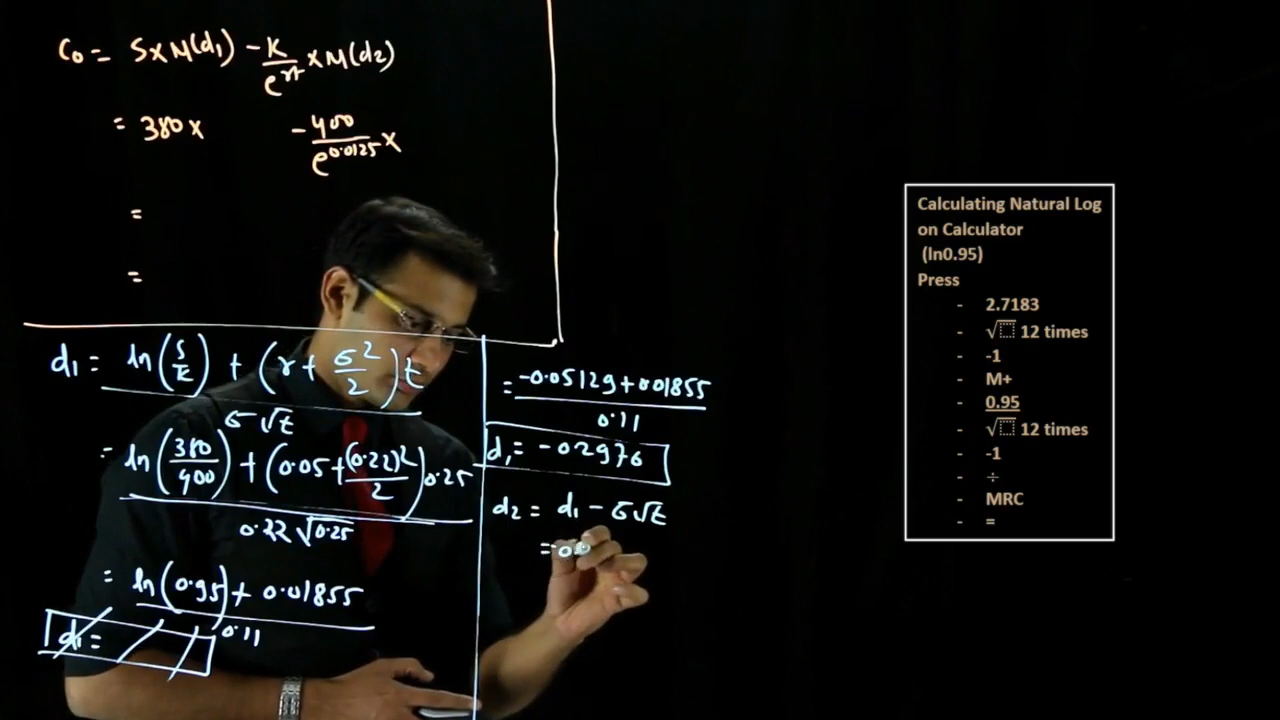 C₀ = S×N(d₁) - K/e^rt × N(d₂)
= 380× - 400/e^0.0125 ×
=
=
d₁ = (ln(S/K) + (r + σ²/2)t) / σ√t
= (ln(380/400) + (0.05 + (0.22)²/2)0.25) / 0.22√0.25
= (ln(0.95) + 0.01855) / 0.11
d₁ =
= (-0.05129 + 0.01855) / 0.11
d₁ = -0.2976
d₂ = d₁ - σ√t
Calculating Natural Log
on Calculator
(ln0.95)
Press
- 2.7183
- √ 12 times
- -1
- M+
- 0.95
- √ 12 times
- -1
- ÷
- MRC
- =